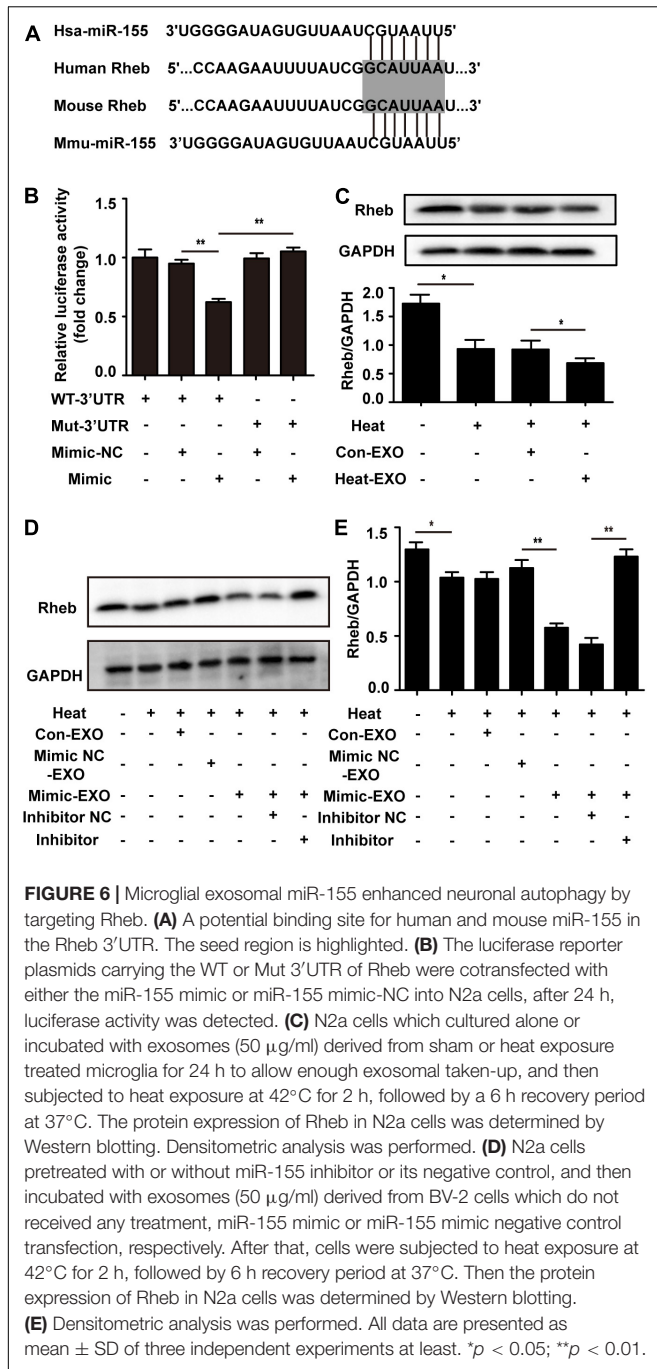 A
Hsa-miR-155 3'UGGGGAUAGUGUUAAUCGUAAUU5'
Human Rheb 5'...CCAAGAAUUUUAUCGGCAUUAAU...3'
Mouse Rheb 5'...CCAAGAAUUUUAUCGGCAUUAAU...3'
Mmu-miR-155 3'UGGGGAUAGUGUUAAUCGUAAUU5'
B
Relative luciferase activity
(fold change)
1.5
1.0
0.5
0.0
** **
WT-3'UTR + + + - -
Mut-3'UTR - - - + +
Mimic-NC - + - + -
Mimic - - + - +
C
Rheb
GAPDH
Rheb/GAPDH
2.0
1.5
1.0
0.5
0.0
* *
Heat - + + +
Con-EXO - - + -
Heat-EXO - - - +
D
Rheb
GAPDH
Heat - + + + + + +
Con-EXO - - + - - - -
Mimic NC
-EXO - - - + - - -
Mimic-EXO - - - - + + +
Inhibitor NC - - - - - + -
Inhibitor - - - - - - +
E
Rheb/GAPDH
1.5
1.0
0.5
0.0
* ** **
Heat - + + + + + +
Con-EXO - - + - - - -
Mimic NC
-EXO - - - + - - -
Mimic-EXO - - - - + + +
Inhibitor NC - - - - - + -
Inhibitor - - - - - - +
FIGURE 6 | Microglial exosomal miR-155 enhanced neuronal autophagy by
targeting Rheb. (A) A potential binding site for human and mouse miR-155 in
the Rheb 3′UTR. The seed region is highlighted. (B) The luciferase reporter
plasmids carrying the WT or Mut 3′UTR of Rheb were cotransfected with
either the miR-155 mimic or miR-155 mimic-NC into N2a cells, after 24 h,
luciferase activity was detected. (C) N2a cells which cultured alone or
incubated with exosomes (50 μg/ml) derived from sham or heat exposure
treated microglia for 24 h to allow enough exosomal taken-up, and then
subjected to heat exposure at 42°C for 2 h, followed by a 6 h recovery period
at 37°C. The protein expression of Rheb in N2a cells was determined by
Western blotting. Densitometric analysis was performed. (D) N2a cells
pretreated with or without miR-155 inhibitor or its negative control, and then
incubated with exosomes (50 μg/ml) derived from BV-2 cells which do not
received any treatment, miR-155 mimic or miR-155 mimic negative control
transfection, respectively. After that, cells were subjected to heat exposure at
42°C for 2 h, followed by 6 h recovery period at 37°C. Then the protein
expression of Rheb in N2a cells was determined by Western blotting.
(E) Densitometric analysis was performed. All data are presented as
mean ± SD of three independent experiments at least. *p < 0.05; **p < 0.01.